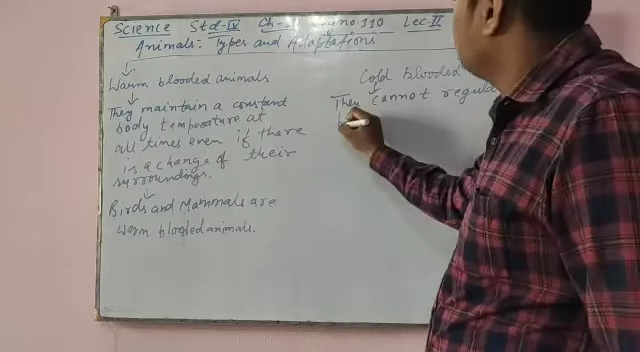 Science Std-IV Ch- Pg no. 110 Lec-II
Animals: Types and Adaptations
Warm blooded animals
They maintain a constant
body temperature at
all times even if there
is a change of their
surroundings.
Birds and Mammals are
warm blooded animals.
Cold blooded
They cannot regula